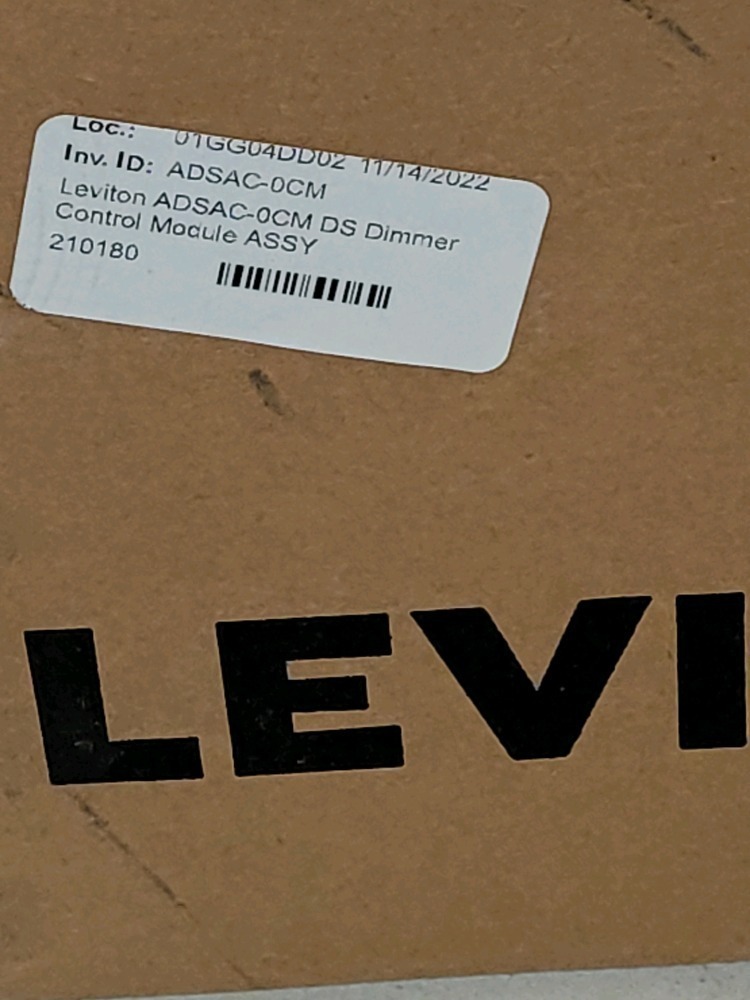 Loc.: 01GG04DD02 11/14/2022
Inv. ID: ADSAC-0CM
Leviton ADSAC-0CM DS Dimmer
Control Module ASSY
210180
LEVI